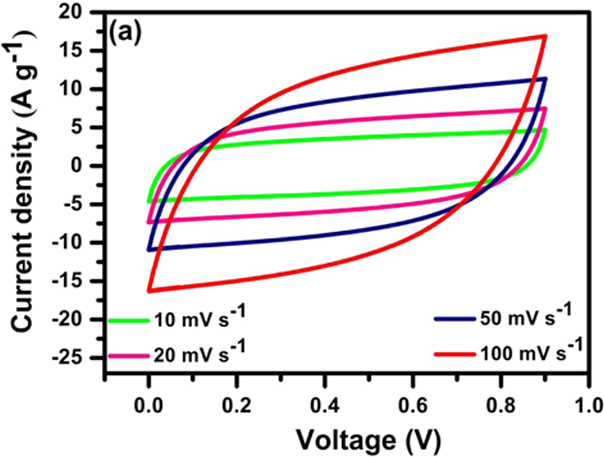 (a)
20
15
10
5
0
-5
-10
-15
-20
-25
Current density (A g⁻¹)
10 mV s⁻¹
20 mV s⁻¹
50 mV s⁻¹
100 mV s⁻¹
0.0 0.2 0.4 0.6 0.8 1.0
Voltage (V)